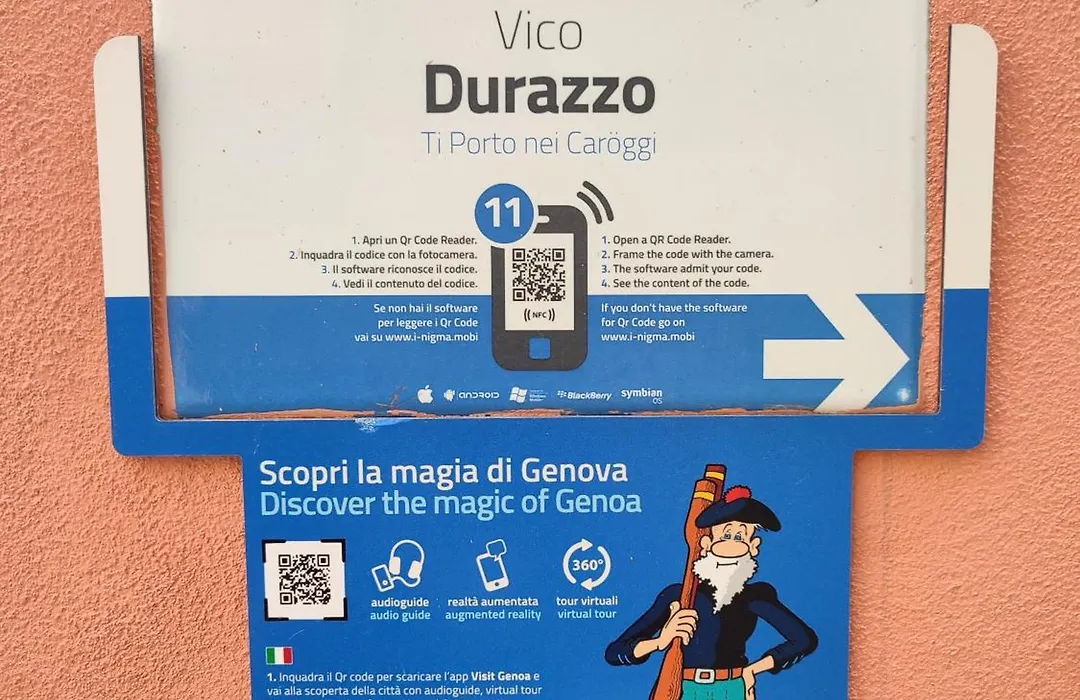 Vico
Durazzo
Ti Porto nei Caröggi
11
1. Apri un Qr Code Reader.
2. Inquadra il codice con la fotocamera.
3. Il software riconosce il codice.
4. Vedi il contenuto del codice.
Se non hai il software
per leggere i Qr Code
vai su www.i-nigma.mobi
((NFC))
1. Open a QR Code Reader.
2. Frame the code with the camera.
3. The software admit your code.
4. See the content of the code.
If you don't have the software
for Qr Code go on
www.i-nigma.mobi
android
BlackBerry
symbian
OS
Scopri la magia di Genova
Discover the magic of Genoa
audioguide
audio guide
realtà aumentata
augmented reality
360°
tour virtuali
virtual tour
1. Inquadra il Qr code per scaricare l'app Visit Genoa e
vai alla scoperta della città con audioguide, virtual tour